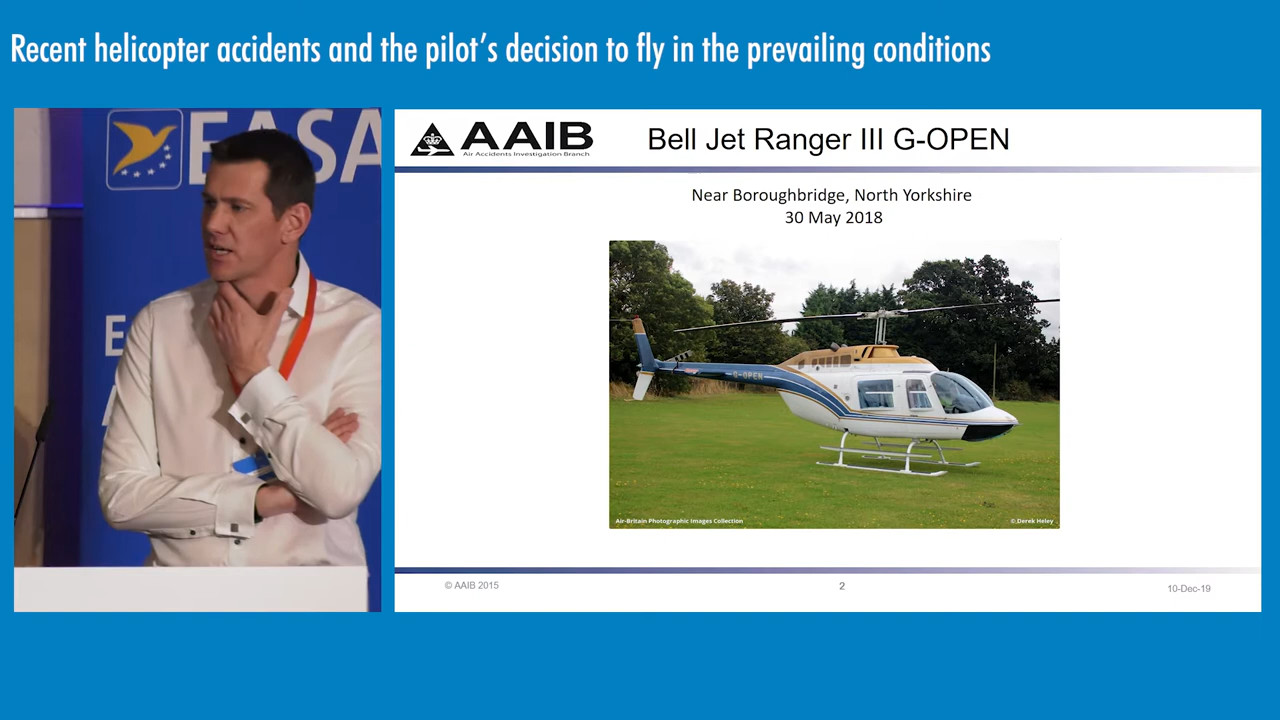 Recent helicopter accidents and the pilot’s decision to fly in the prevailing conditions
EASA
E
AAIB
Air Accidents Investigation Branch
Bell Jet Ranger III G-OPEN
Near Boroughbridge, North Yorkshire
30 May 2018
G-OPEN
Air-Britain Photographic Images Collection
© Derek Heley
© AAIB 2015
2
10-Dec-19